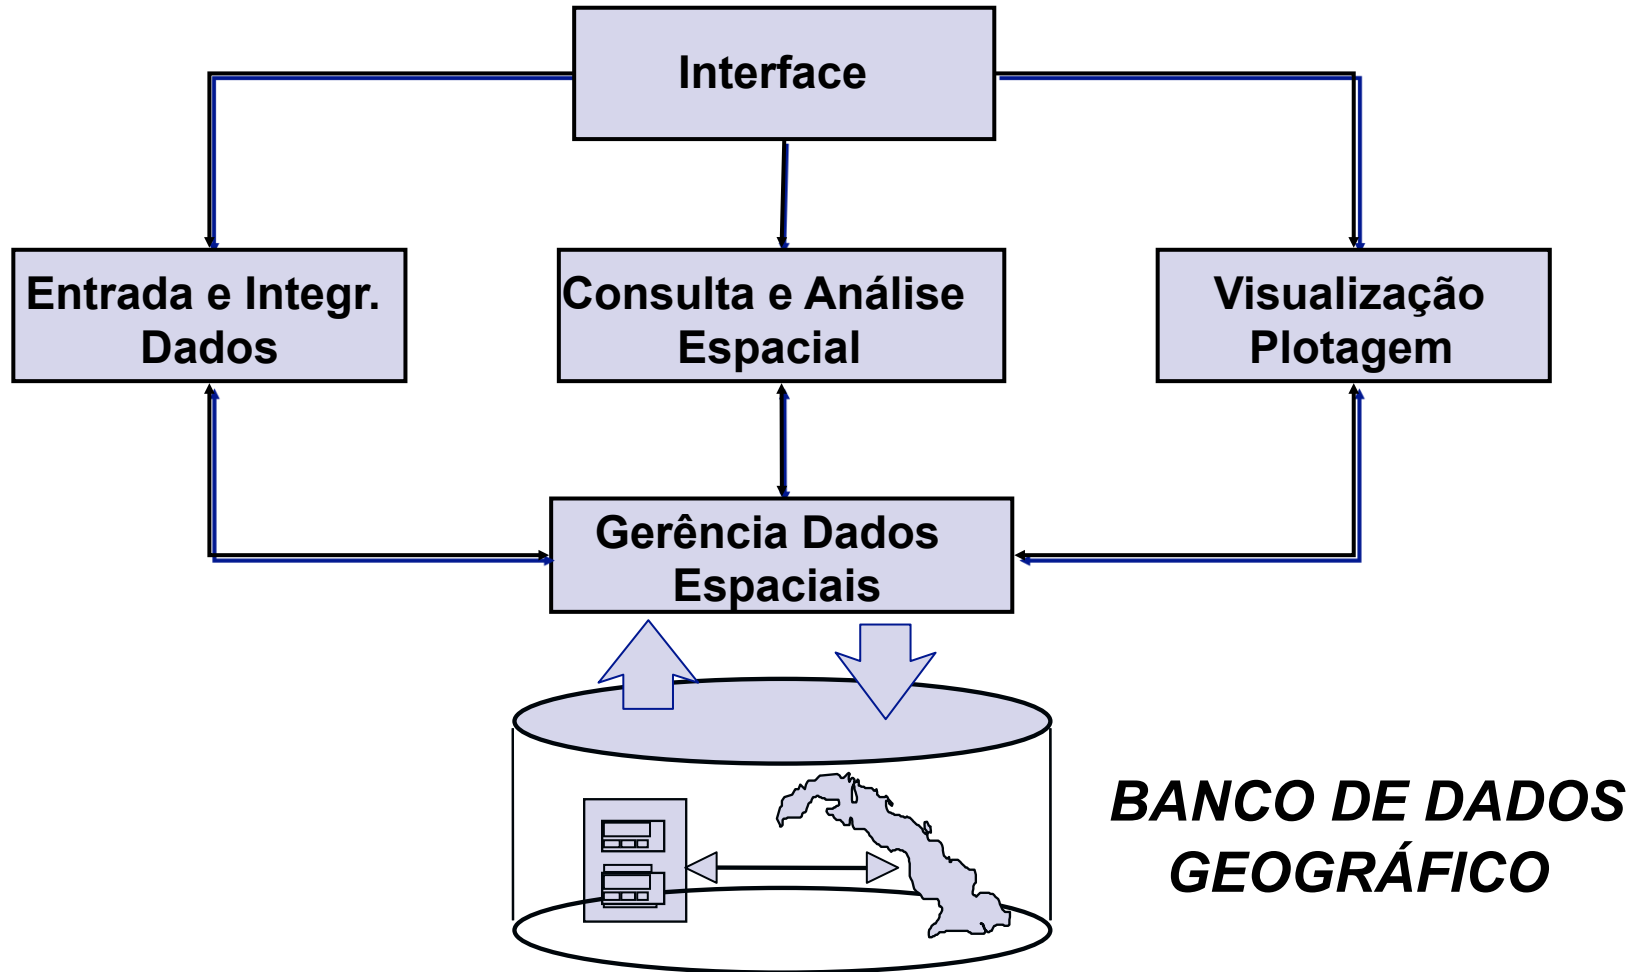 Interface
Entrada e Integr.
Dados
Consulta e Análise
Espacial
Visualização
Plotagem
Gerência Dados
Espaciais
BANCO DE DADOS
GEOGRÁFICO